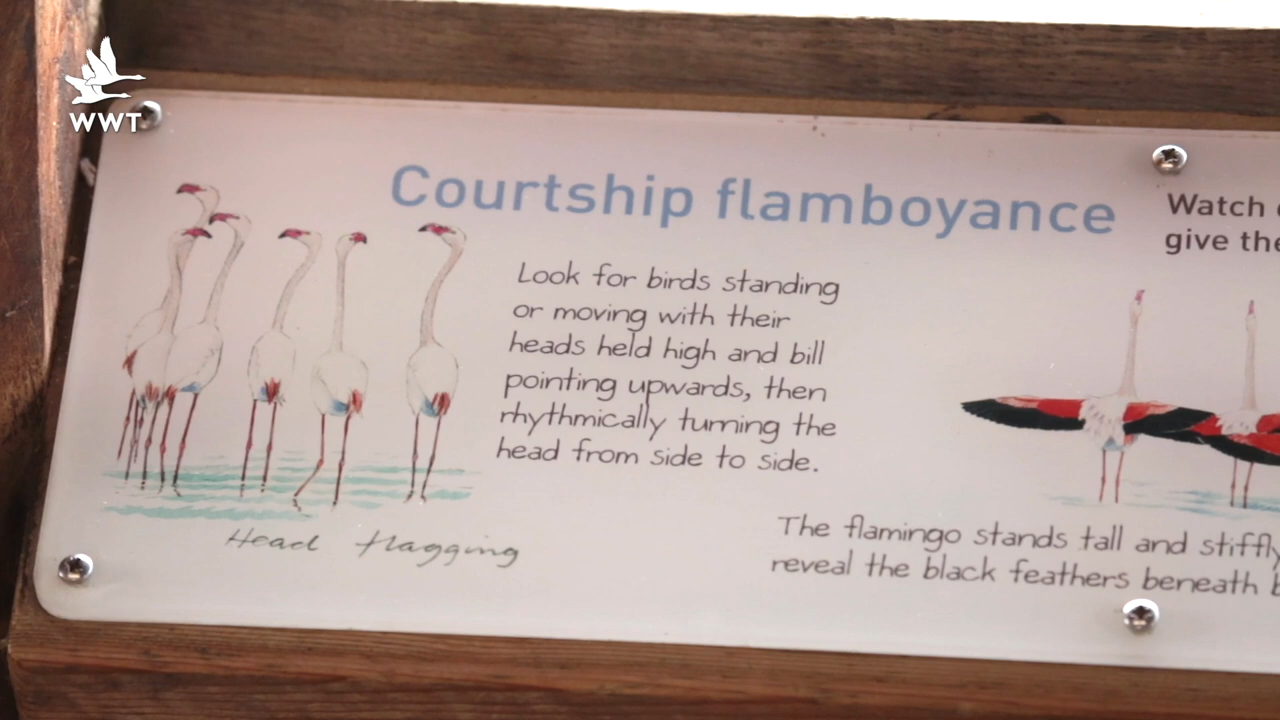 WWT
Courtship flamboyance
Look for birds standing
or moving with their
heads held high and bill
pointing upwards, then
rhythmically turning the
head from side to side.
Head flagging
Watch
give the
The flamingo stands tall and stiffly
reveal the black feathers beneath